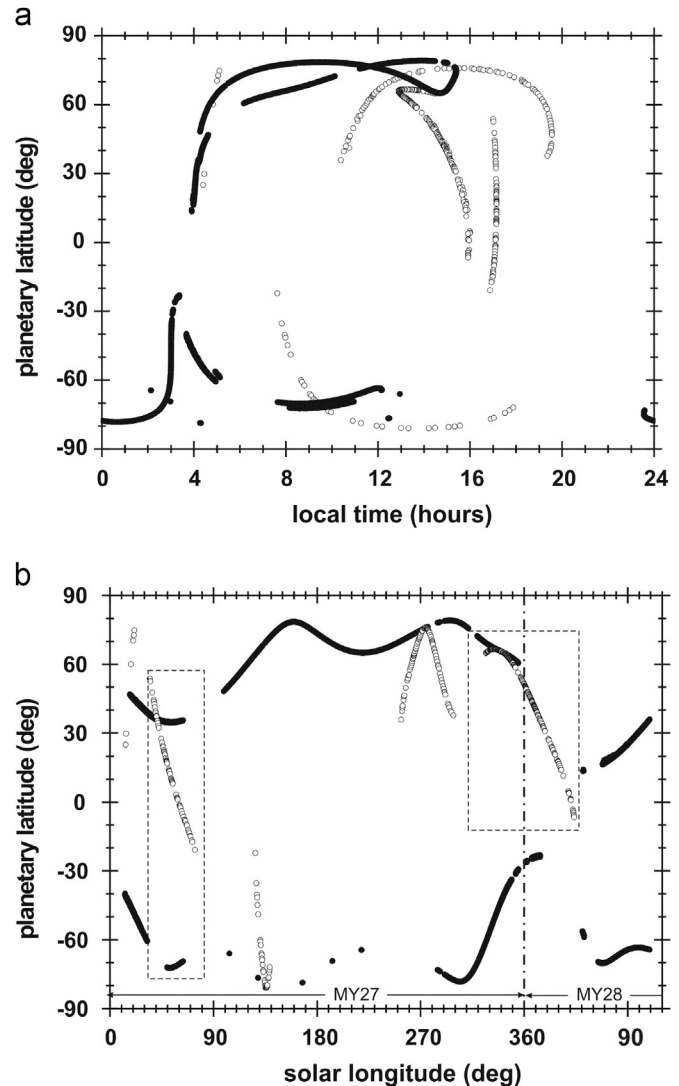 a
90
60
30
0
-30
-60
-90
planetary latitude (deg)
0 4 8 12 16 20 24
local time (hours)
b
90
60
30
0
-30
-60
-90
planetary latitude (deg)
MY27 MY28
0 90 180 270 360 90
solar longitude (deg)